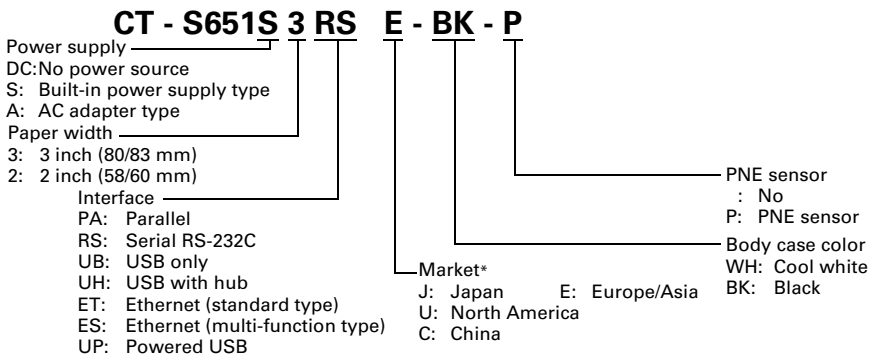 CT - S651S 3 RS E - BK - P
Power supply
DC:No power source
S: Built-in power supply type
A: AC adapter type
Paper width
3: 3 inch (80/83 mm)
2: 2 inch (58/60 mm)
Interface
PA: Parallel
RS: Serial RS-232C
UB: USB only
UH: USB with hub
ET: Ethernet (standard type)
ES: Ethernet (multi-function type)
UP: Powered USB
Market*
J: Japan E: Europe/Asia
U: North America
C: China
PNE sensor
: No
P: PNE sensor
Body case color
WH: Cool white
BK: Black